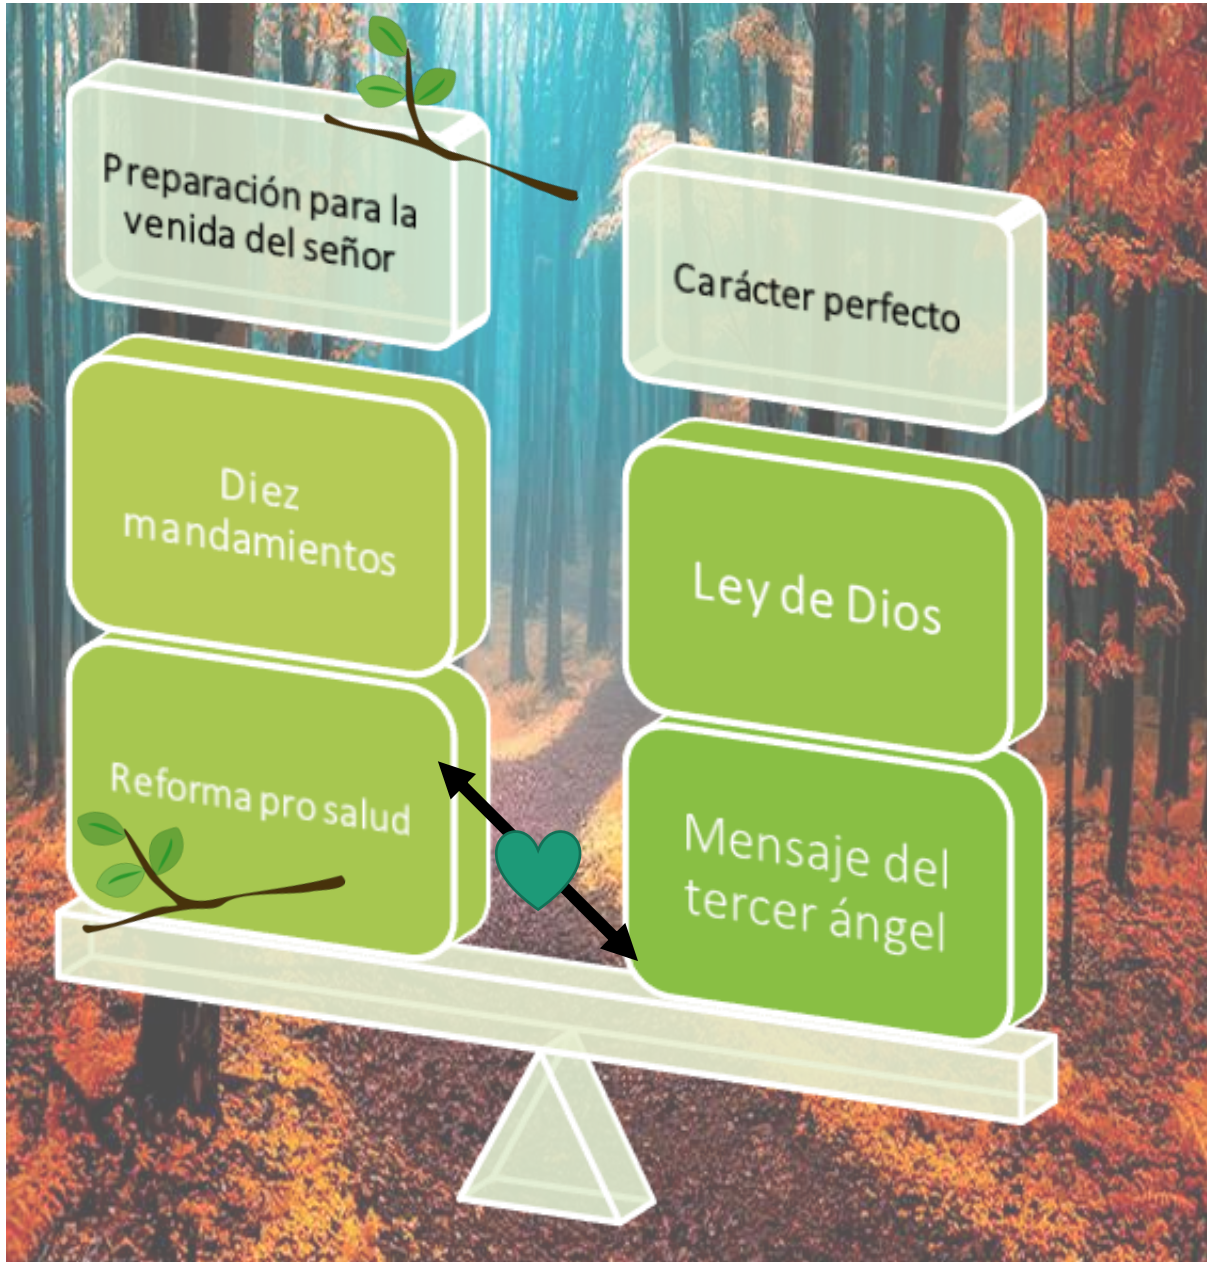 Preparación para la
venida del señor
Carácter perfecto
Diez
mandamientos
Ley de Dios
Reforma pro salud
Mensaje del
tercer ángel